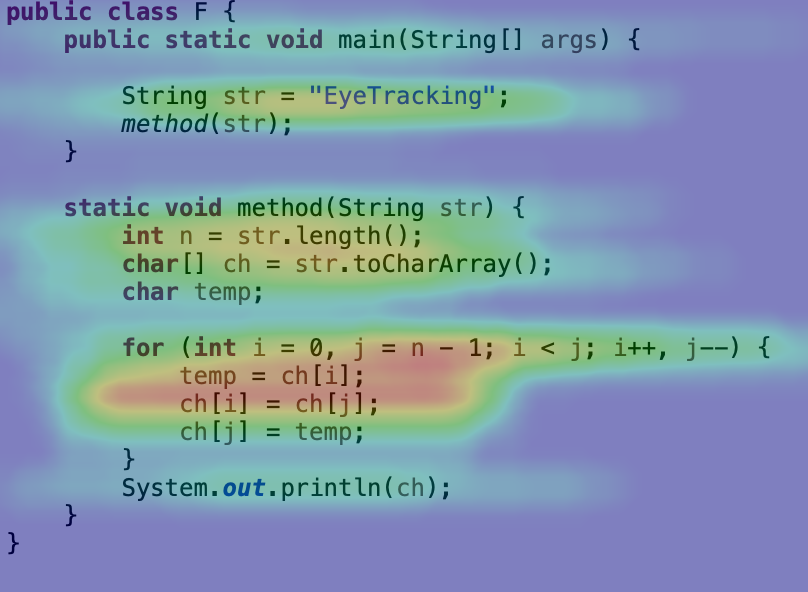 public class F {
    public static void main(String[] args) {

        String str = "EyeTracking";
        method(str);
    }

    static void method(String str) {
        int n = str.length();
        char[] ch = str.toCharArray();
        char temp;

        for (int i = 0, j = n - 1; i < j; i++, j--) {
            temp = ch[i];
            ch[i] = ch[j];
            ch[j] = temp;
        }
        System.out.println(ch);
    }
}